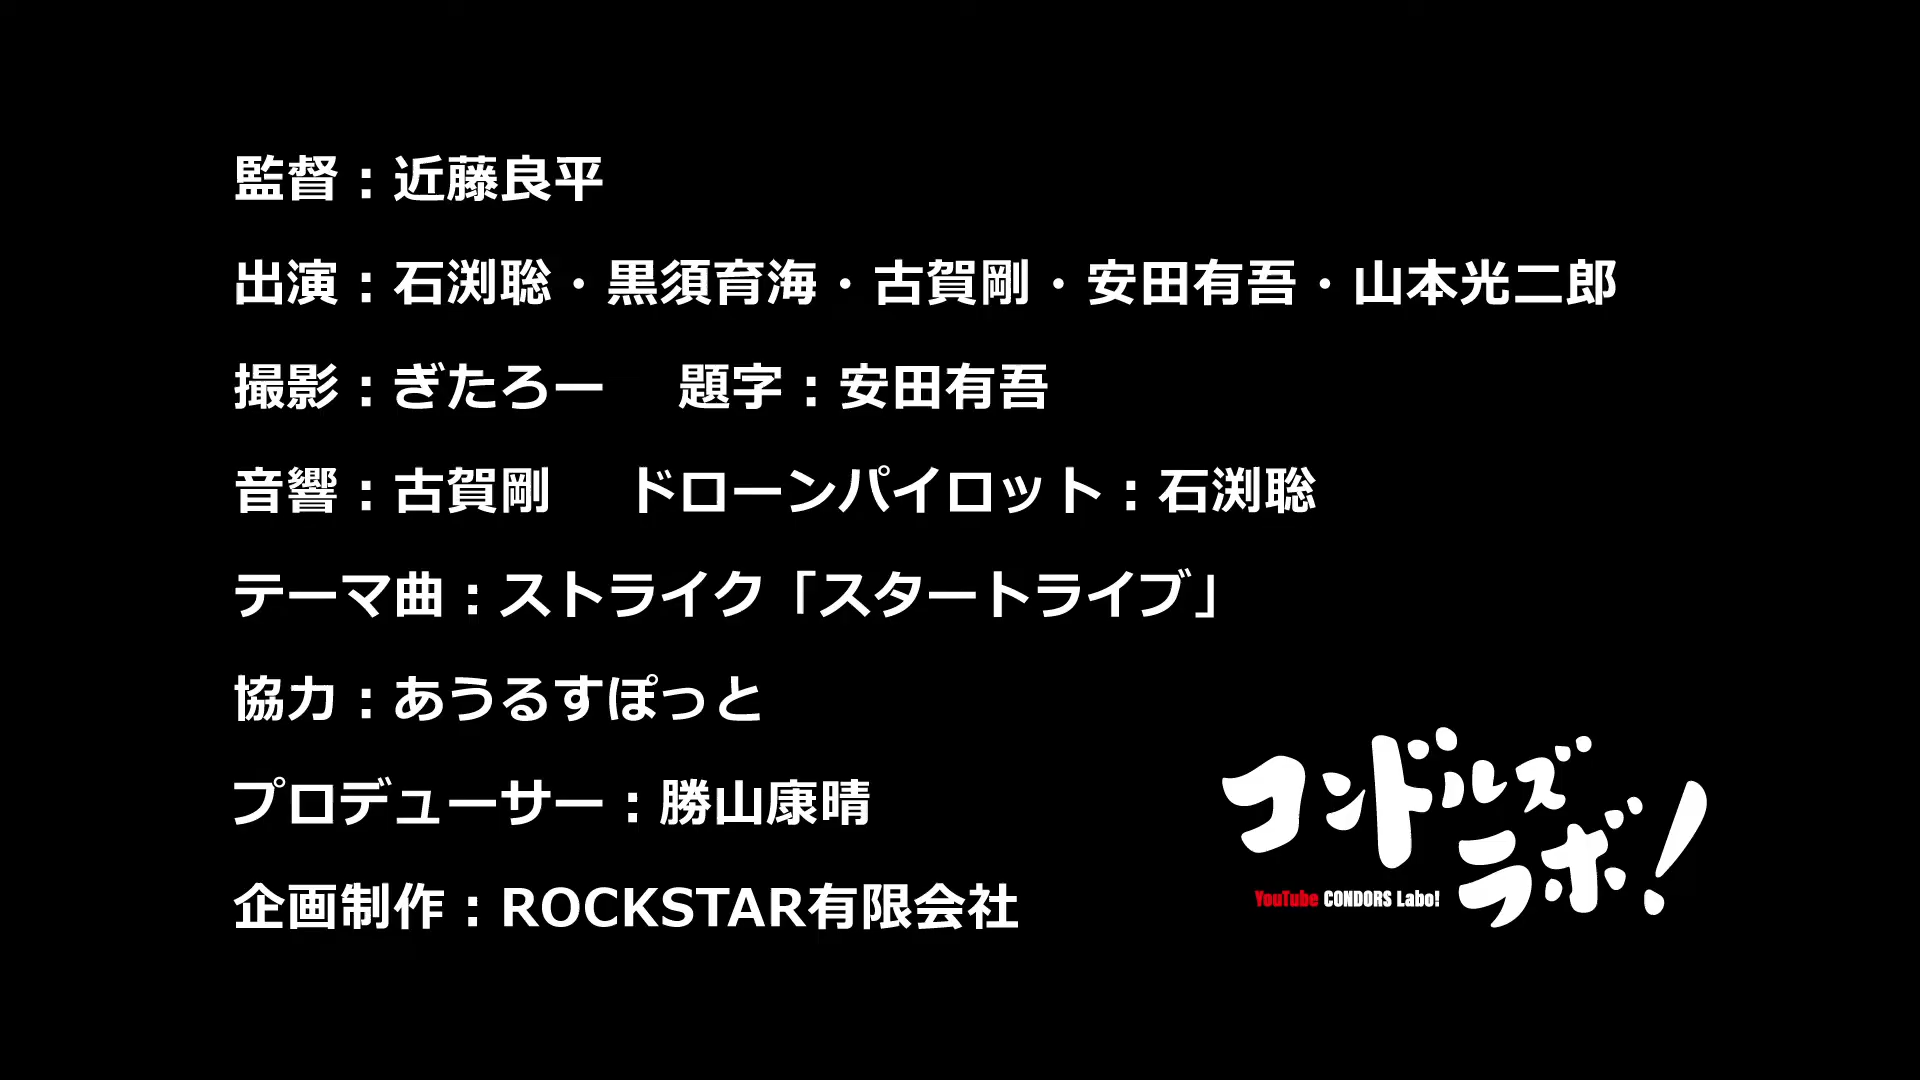 監督：近藤良平
出演：石渕聡・黒須育海・古賀剛・安田有吾・山本光二郎
撮影：ぎたろー　題字：安田有吾
音響：古賀剛　ドローンパイロット：石渕聡
テーマ曲：ストライク「スタートライブ」
協力：あうるすぽっと
プロデューサー：勝山康晴
企画制作：ROCKSTAR有限会社
コンドルズ
ラボ！
YouTube CONDORS Labo!